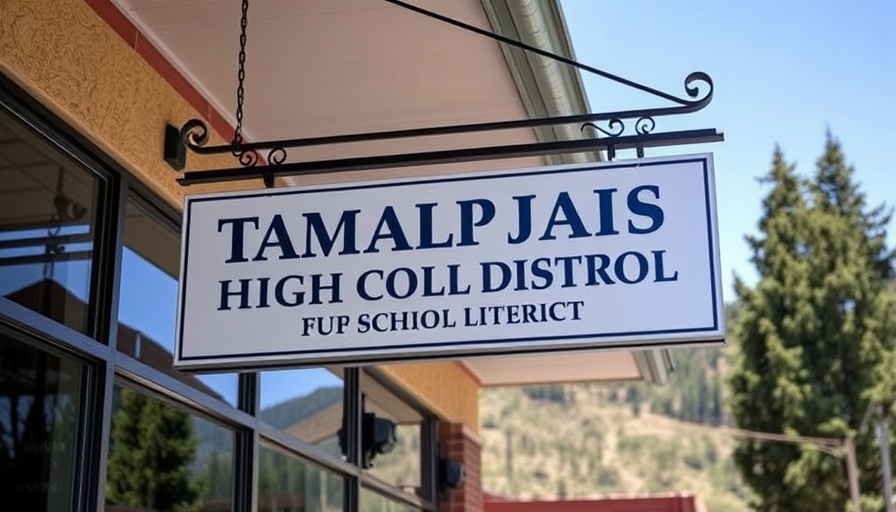 TAMALP JAIS
HIGH COLL DISTROL
FUP SCHIOL LITERICT